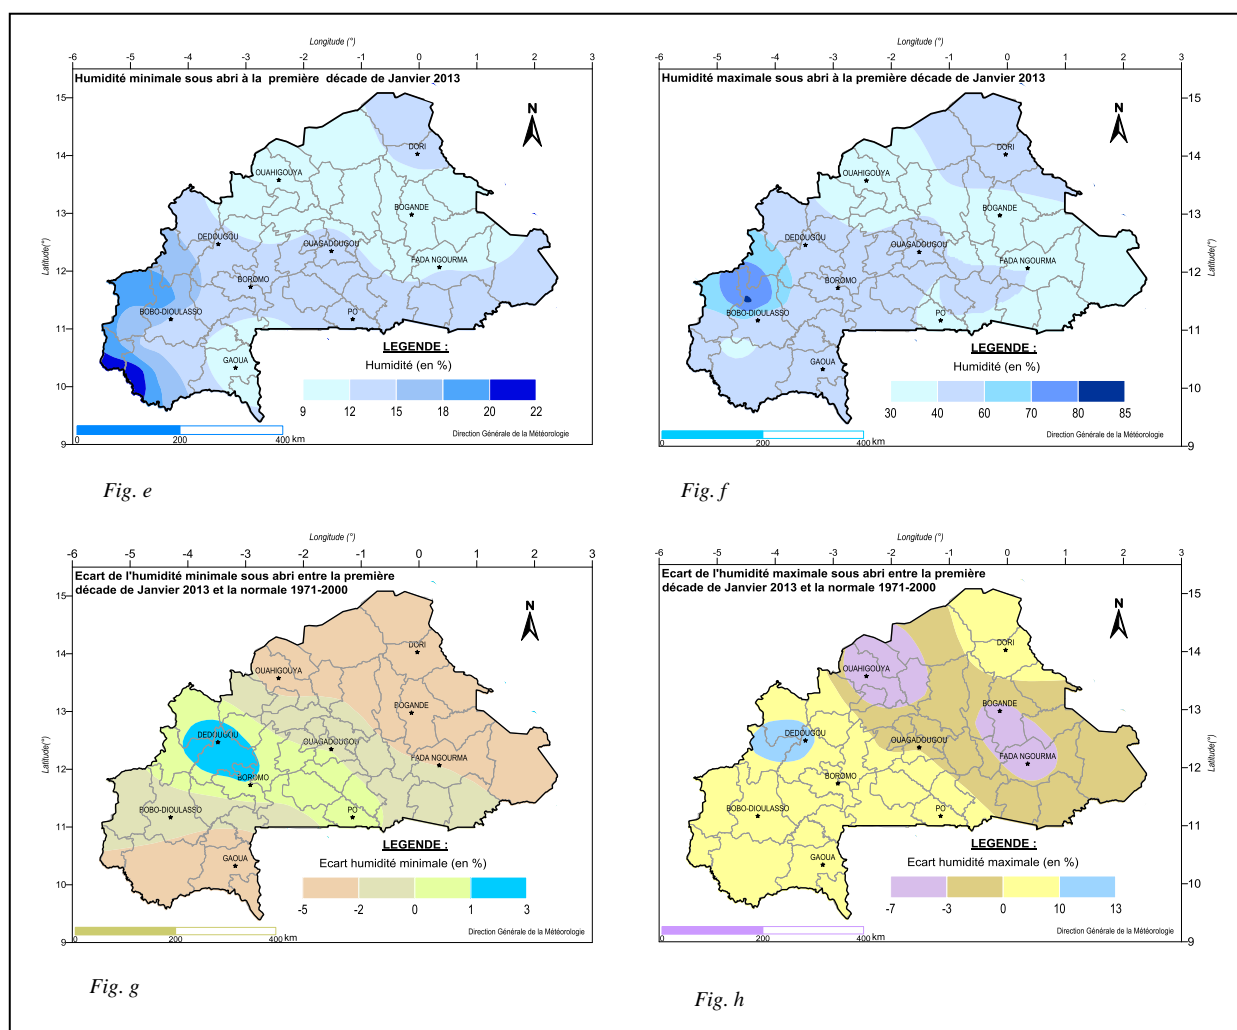 Longitude (°)
-6 -5 -4 -3 -2 -1 0 1 2 3
Humidité minimale sous abri à la première décade de Janvier 2013
15
14
13
12
11
10
9
Latitude(°)
N
DORI
OUAHIGOUYA
BOGANDE
DEDOUGOU
OUAGADOUGOU
FADA NGOURMA
BOROMO
BOBO-DIOULASSO
PO
GAOUA
LEGENDE :
Humidité (en %)
9 12 15 18 20 22
0 200 400 km
Direction Générale de la Météorologie
Fig. e
Longitude (°)
-6 -5 -4 -3 -2 -1 0 1 2 3
Humidité maximale sous abri à la première décade de Janvier 2013
15
14
13
12
11
10
9
Latitude(°)
N
DORI
OUAHIGOUYA
BOGANDE
DEDOUGOU
OUAGADOUGOU
FADA NGOURMA
BOROMO
BOBO-DIOULASSO
PO
GAOUA
LEGENDE :
Humidité (en %)
30 40 60 70 80 85
0 200 400 km
Direction Générale de la Météorologie
Fig. f
Longitude (°)
-6 -5 -4 -3 -2 -1 0 1 2 3
Ecart de l'humidité minimale sous abri entre la première
décade de Janvier 2013 et la normale 1971-2000
15
14
13
12
11
10
9
Latitude(°)
N
DORI
OUAHIGOUYA
BOGANDE
DEDOUGOU
OUAGADOUGOU
FADA NGOURMA
BOROMO
BOBO-DIOULASSO
PO
GAOUA
LEGENDE :
Ecart humidité minimale (en %)
-5 -2 0 1 3
0 200 400 km
Direction Générale de la Météorologie
Fig. g
Longitude (°)
-6 -5 -4 -3 -2 -1 0 1 2 3
Ecart de l'humidité maximale sous abri entre la première
décade de Janvier 2013 et la normale 1971-2000
15
14
13
12
11
10
9
Latitude(°)
N
DORI
OUAHIGOUYA
BOGANDE
DEDOUGOU
OUAGADOUGOU
FADA NGOURMA
BOROMO
BOBO-DIOULASSO
PO
GAOUA
LEGENDE :
Ecart humidité maximale (en %)
-7 -3 0 10 13
0 200 400 km
Direction Générale de la Météorologie
Fig. h